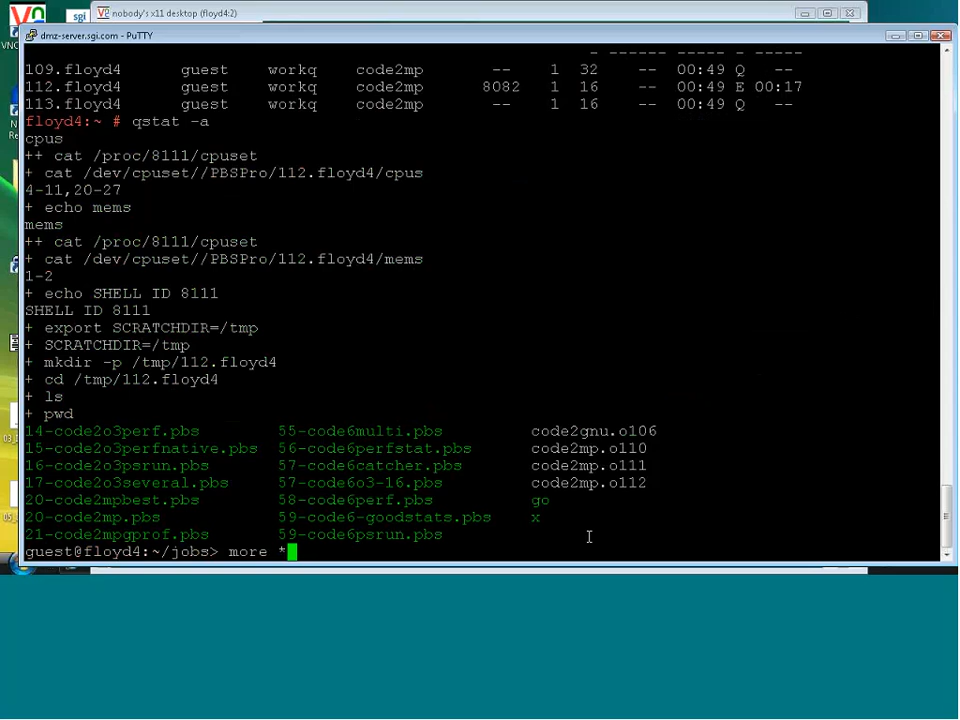 sgi
nobody's x11 desktop (floyd4:2)
dmz-server.sgi.com - PuTTY
- ------ ----- - -----
109.floyd4 guest workq code2mp -- 1 32 -- 00:49 Q --
112.floyd4 guest workq code2mp 8082 1 16 -- 00:49 E 00:17
113.floyd4 guest workq code2mp -- 1 16 -- 00:49 Q --
floyd4:~ # qstat -a
cpus
++ cat /proc/8111/cpuset
+ cat /dev/cpuset//PBSPro/112.floyd4/cpus
4-11,20-27
+ echo mems
mems
++ cat /proc/8111/cpuset
+ cat /dev/cpuset//PBSPro/112.floyd4/mems
1-2
+ echo SHELL ID 8111
SHELL ID 8111
+ export SCRATCHDIR=/tmp
+ SCRATCHDIR=/tmp
+ mkdir -p /tmp/112.floyd4
+ cd /tmp/112.floyd4
+ ls
+ pwd
14-code2o3perf.pbs 55-code6multi.pbs code2gnu.o106
15-code2o3perfnative.pbs 56-code6perfstat.pbs code2mp.o110
16-code2o3psrun.pbs 57-code6catcher.pbs code2mp.o111
17-code2o3several.pbs 57-code6o3-16.pbs code2mp.o112
20-code2mpbest.pbs 58-code6perf.pbs go
20-code2mp.pbs 59-code6-goodstats.pbs x
21-code2mpgprof.pbs 59-code6psrun.pbs
guest@floyd4:~/jobs> more *